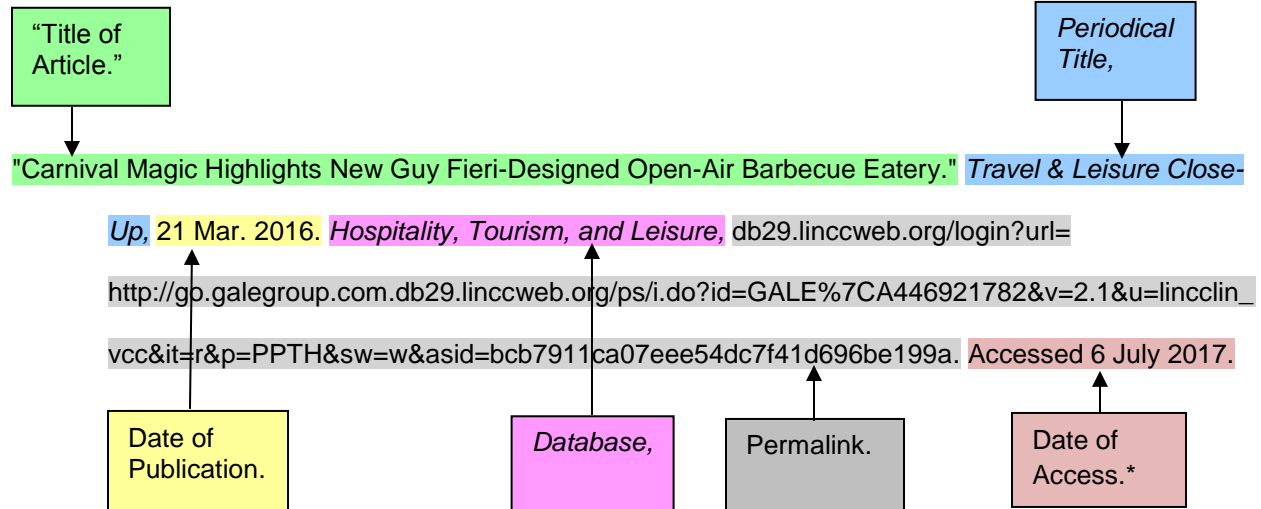 “Title of
Article.”
Periodical
Title,
"Carnival Magic Highlights New Guy Fieri-Designed Open-Air Barbecue Eatery." Travel & Leisure Close-
Up, 21 Mar. 2016. Hospitality, Tourism, and Leisure, db29.linccweb.org/login?url=
http://go.galegroup.com.db29.linccweb.org/ps/i.do?id=GALE%7CA446921782&v=2.1&u=lincclin_
vcc&it=r&p=PPTH&sw=w&asid=bcb7911ca07eee54dc7f41d696be199a. Accessed 6 July 2017.
Date of
Publication.
Database,
Permalink.
Date of
Access.*